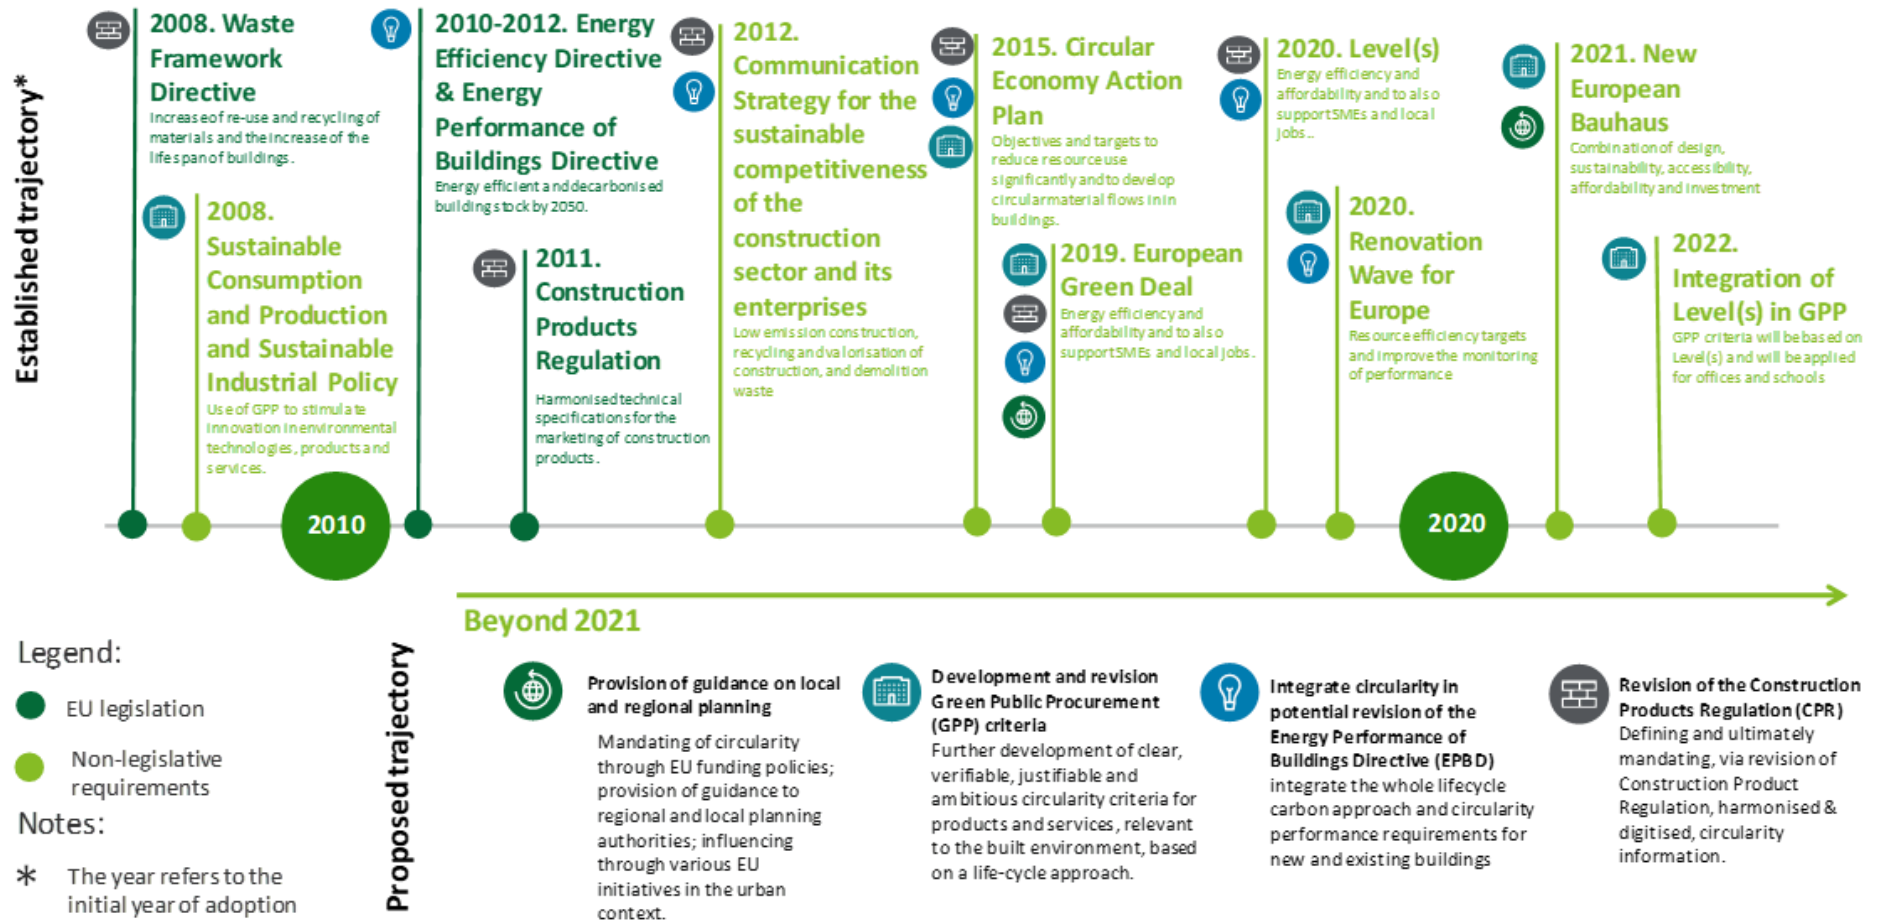 Established trajectory*
2008. Waste
Framework
Directive
Increase of re-use and recycling of
materials and the increase of the
lifespan of buildings.
2008.
Sustainable
Consumption
and Production
and Sustainable
Industrial Policy
Use of GPP to stimulate
innovation in environmental
technologies, products and
services.
2010
2010-2012. Energy
Efficiency Directive
& Energy
Performance of
Buildings Directive
Energy efficient and decarbonised
building stock by 2050.
2011.
Construction
Products
Regulation
Harmonised technical
specifications for the
marketing of construction
products.
2012.
Communication
Strategy for the
sustainable
competitiveness
of the
construction
sector and its
enterprises
Low emission construction,
recycling and valorisation of
construction, and demolition
waste
2015. Circular
Economy Action
Plan
Objectives and targets to
reduce resource use
significantly and to develop
circular material flows in in
buildings.
2019. European
Green Deal
Energy efficiency and
affordability and to also
support SMEs and local jobs.
2020. Level(s)
Energy efficiency and
affordability and to also
support SMEs and local
jobs..
2020.
Renovation
Wave for
Europe
Resource efficiency targets
and improve the monitoring
of performance
2020
2021. New
European
Bauhaus
Combination of design,
sustainability, accessibility,
affordability and investment
2022.
Integration of
Level(s) in GPP
GPP criteria will be based on
Level(s) and will be applied
for offices and schools
Beyond 2021
Legend:
EU legislation
Non-legislative
requirements
Notes:
* The year refers to the
initial year of adoption
Proposed trajectory
Provision of guidance on local
and regional planning
Mandating of circularity
through EU funding policies;
provision of guidance to
regional and local planning
authorities; influencing
through various EU
initiatives in the urban
context.
Development and revision
Green Public Procurement
(GPP) criteria
Further development of clear,
verifiable, justifiable and
ambitious circularity criteria for
products and services, relevant
to the built environment, based
on a life-cycle approach.
Integrate circularity in
potential revision of the
Energy Performance of
Buildings Directive (EPBD)
integrate the whole lifecycle
carbon approach and circularity
performance requirements for
new and existing buildings
Revision of the Construction
Products Regulation (CPR)
Defining and ultimately
mandating, via revision of
Construction Product
Regulation, harmonised &
digitised, circularity
information.